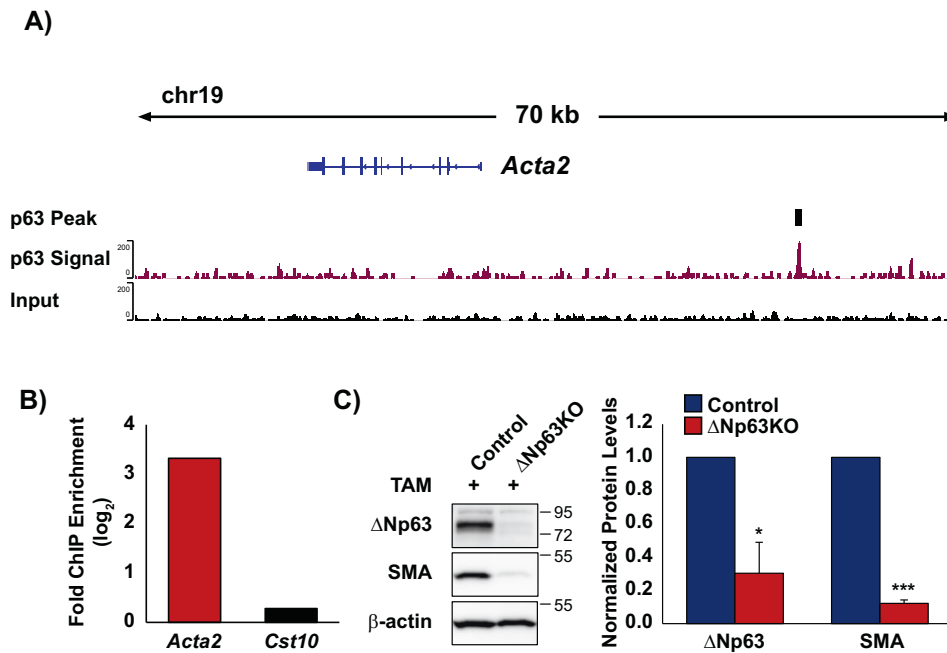 A)
chr19
70 kb
Acta2
p63 Peak
p63 Signal
200
0
Input
200
0
B)
Fold ChIP Enrichment
(log2)
4
3
2
1
0
Acta2
Cst10
C)
Control
ΔNp63KO
TAM
+
+
ΔNp63
95
72
SMA
55
β-actin
55
Control
ΔNp63KO
Normalized Protein Levels
1.2
1.0
0.8
0.6
0.4
0.2
0
*
***
ΔNp63
SMA